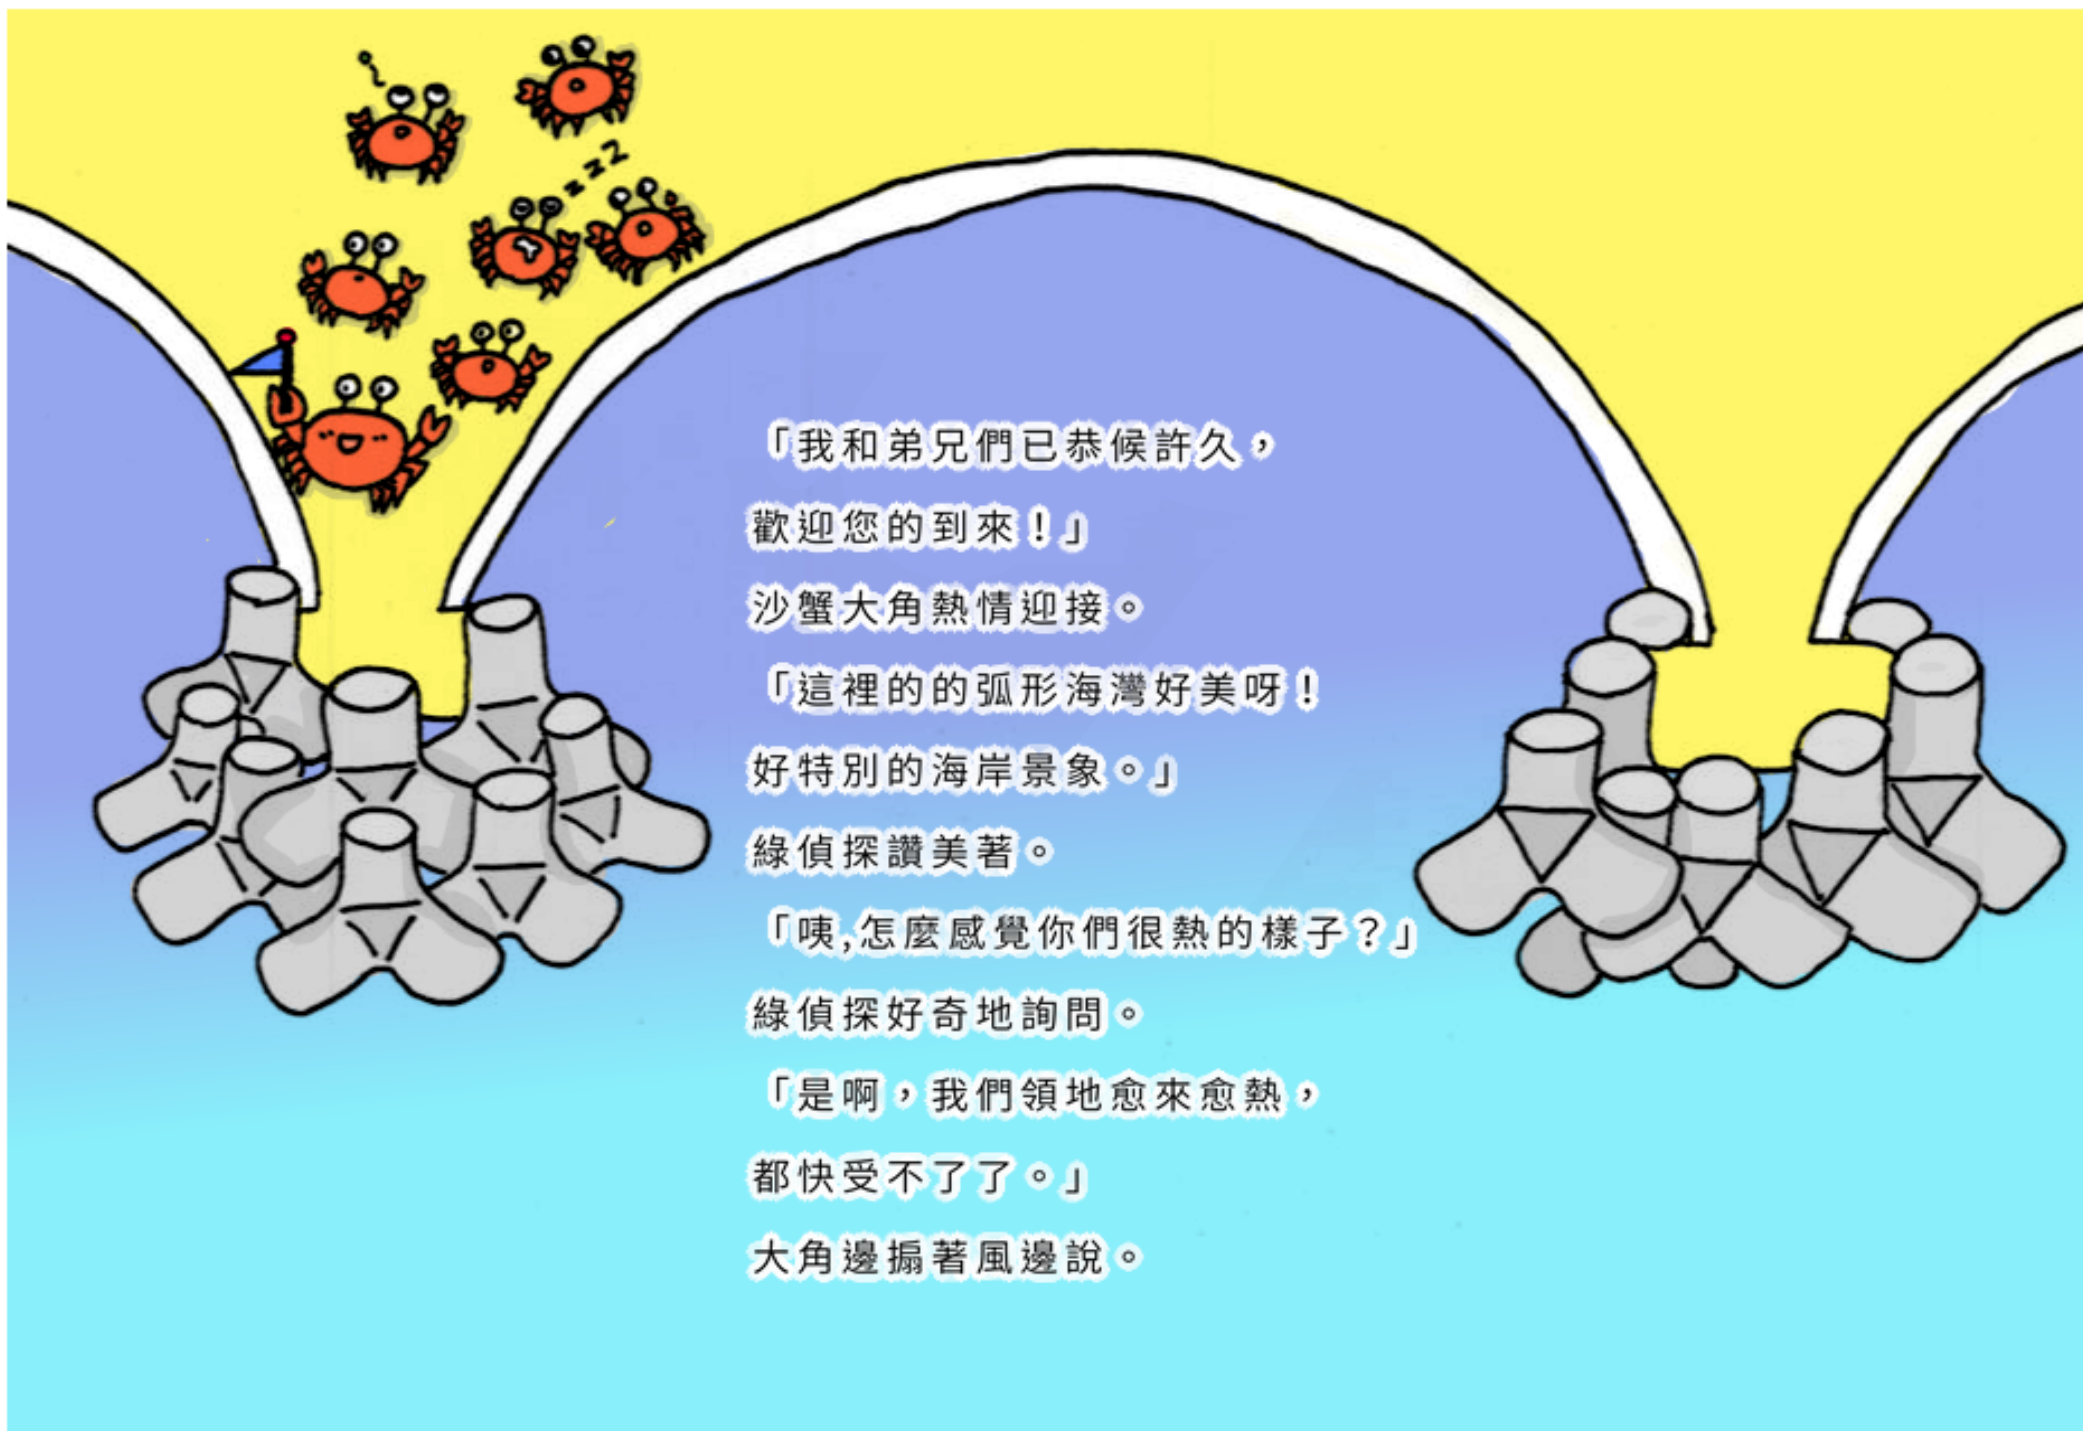 「我和弟兄們已恭候許久，
歡迎您的到來！」
沙蟹大角熱情迎接。
「這裡的的弧形海灣好美呀！
好特別的海岸景象。」
綠偵探讚美著。
「咦,怎麼感覺你們很熱的樣子？」
綠偵探好奇地詢問。
「是啊，我們領地愈來愈熱，
都快受不了了。」
大角邊搧著風邊說。
zzz